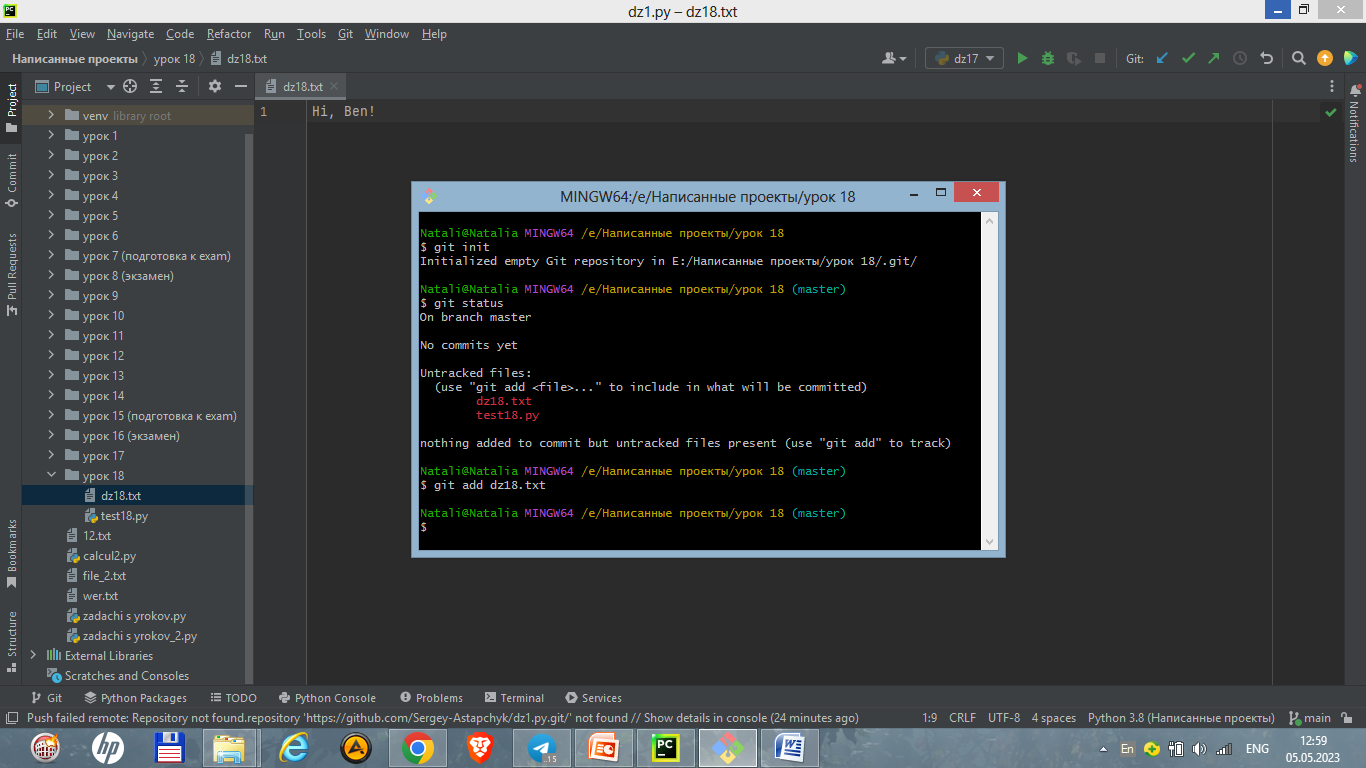 dz1.py – dz18.txt
File Edit View Navigate Code Refactor Run Tools Git Window Help
Написанные проекты урок 18 dz18.txt
dz17
Git:
Project
dz18.txt
1 Hi, Ben!
Project
Commit
Pull Requests
Bookmarks
Structure
Notifications
venv library root
урок 1
урок 2
урок 3
урок 4
урок 5
урок 6
урок 7 (подготовка к exam)
урок 8 (экзамен)
урок 9
урок 10
урок 11
урок 12
урок 13
урок 14
урок 15 (подготовка к exam)
урок 16 (экзамен)
урок 17
урок 18
dz18.txt
test18.py
12.txt
calcul2.py
file_2.txt
wer.txt
zadachi s yrokov.py
zadachi s yrokov_2.py
External Libraries
Scratches and Consoles
MINGW64:/e/Написанные проекты/урок 18
Natali@Natalia MINGW64 /e/Написанные проекты/урок 18
$ git init
Initialized empty Git repository in E:/Написанные проекты/урок 18/.git/
Natali@Natalia MINGW64 /e/Написанные проекты/урок 18 (master)
$ git status
On branch master
No commits yet
Untracked files:
(use "git add <file>..." to include in what will be committed)
dz18.txt
test18.py
nothing added to commit but untracked files present (use "git add" to track)
Natali@Natalia MINGW64 /e/Написанные проекты/урок 18 (master)
$ git add dz18.txt
Natali@Natalia MINGW64 /e/Написанные проекты/урок 18 (master)
$
Git Python Packages TODO Python Console Problems Terminal Services
Push failed remote: Repository not found.repository 'https://github.com/Sergey-Astapchyk/dz1.py.git/' not found // Show details in console (24 minutes ago)
1:9 CRLF UTF-8 4 spaces Python 3.8 (Написанные проекты) main
hp
PC
.15
W
En
ENG
12:59
05.05.2023